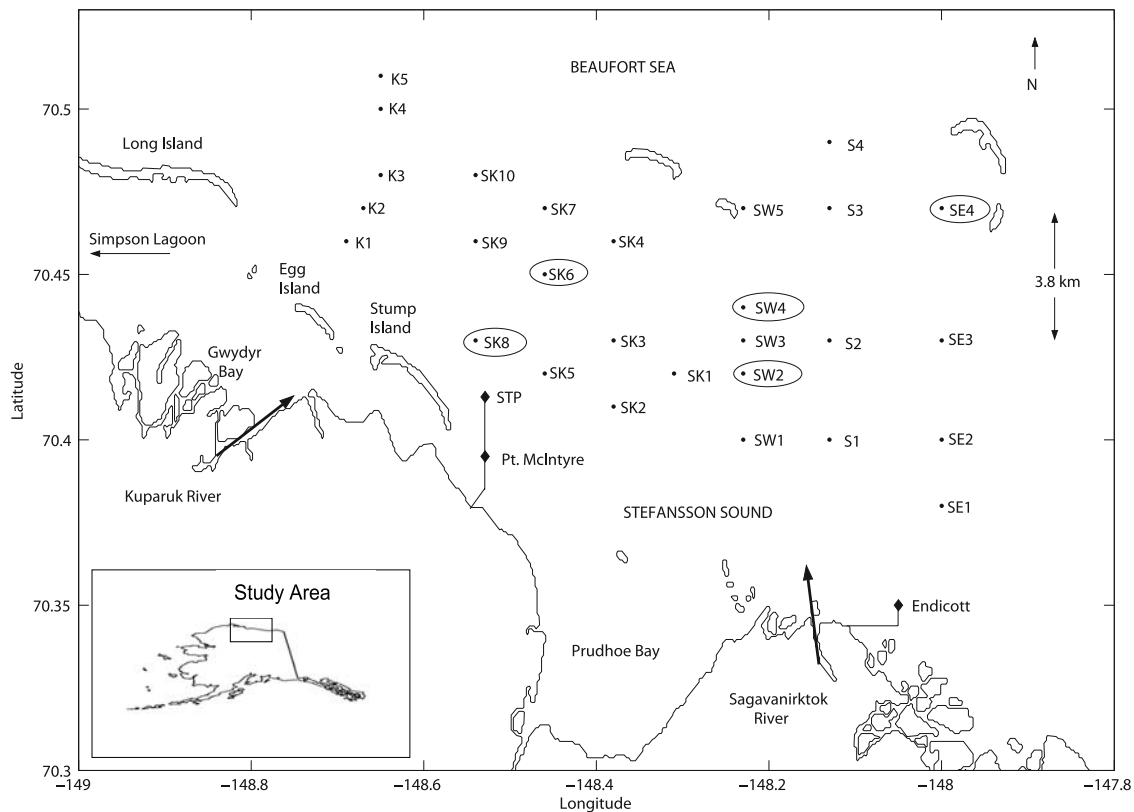 BEAUFORT SEA
N
K5
K4
70.5
Long Island
S4
K3
SK10
K2
SK7
SW5
S3
SE4
Simpson Lagoon
K1
SK9
SK4
Egg
Island
SK6
3.8 km
70.45
Stump
Island
SW4
SK8
SK3
SW3
S2
SE3
Gwydyr
Bay
SK5
SK1
SW2
Latitude
STP
SK2
70.4
SW1
S1
SE2
Pt. McIntyre
Kuparuk River
STEFANSSON SOUND
SE1
Study Area
70.35
Endicott
Prudhoe Bay
Sagavanirktok
River
70.3
−149
−148.8
−148.6
−148.4
−148.2
−148
−147.8
Longitude